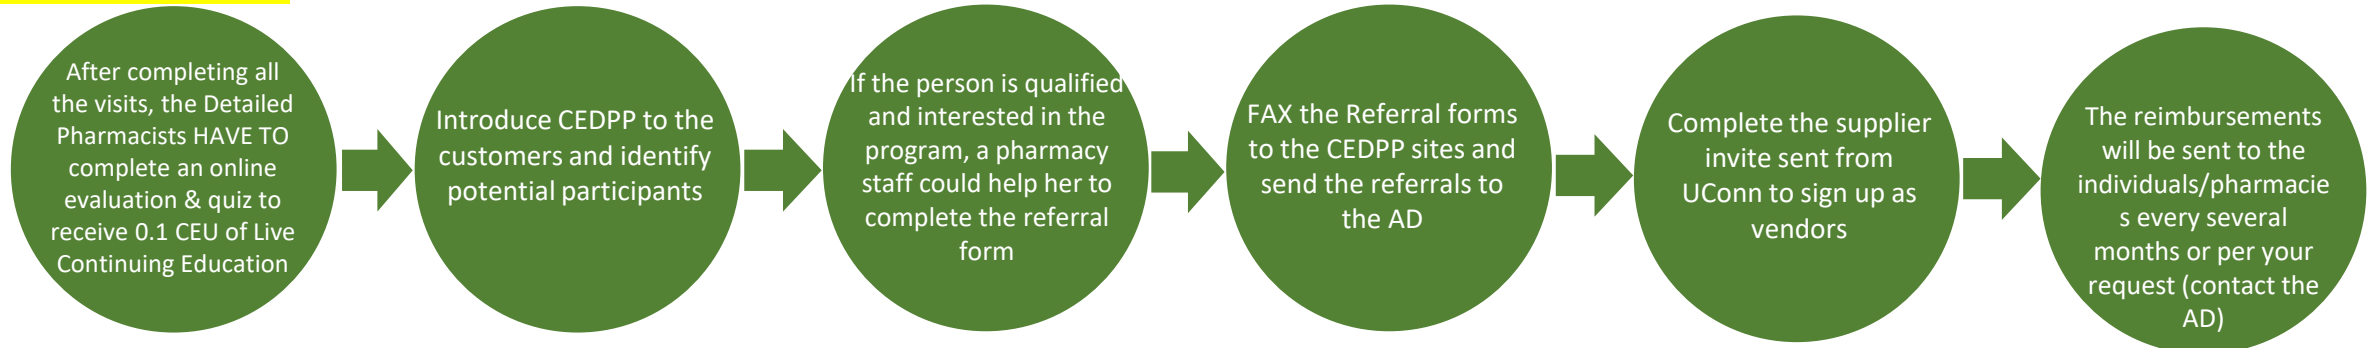 After completing all
the visits, the Detailed
Pharmacists HAVE TO
complete an online
evaluation & quiz to
receive 0.1 CEU of Live
Continuing Education
Introduce CEDPP to the
customers and identify
potential participants
If the person is qualified
and interested in the
program, a pharmacy
staff could help her to
complete the referral
form
FAX the Referral forms
to the CEDPP sites and
send the referrals to
the AD
Complete the supplier
invite sent from
UConn to sign up as
vendors
The reimbursements
will be sent to the
individuals/pharmacie
s every several
months or per your
request (contact the
AD)